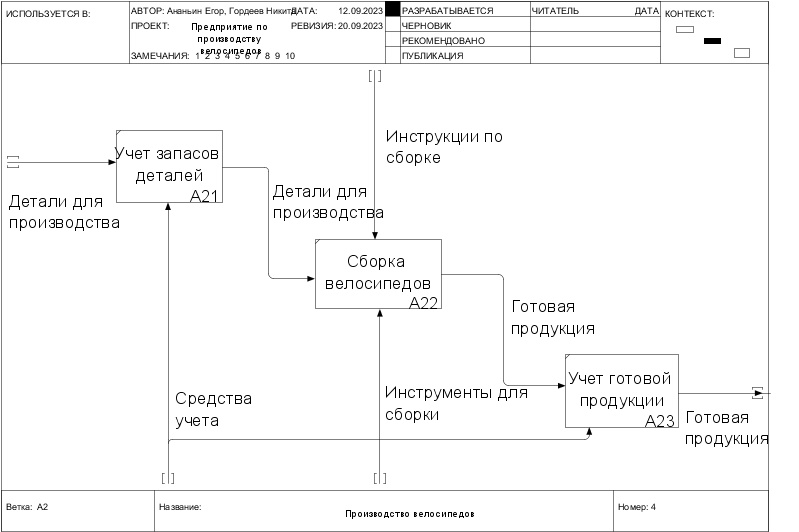 ИСПОЛЬЗУЕТСЯ В:
АВТОР: Ананьин Егор, Гордеев Никита
ДАТА: 12.09.2023
РАЗРАБАТЫВАЕТСЯ
ЧИТАТЕЛЬ ДАТА
КОНТЕКСТ:
ПРОЕКТ: Предприятие по
производству
велосипедов
РЕВИЗИЯ: 20.09.2023
ЧЕРНОВИК
РЕКОМЕНДОВАНО
ЗАМЕЧАНИЯ: 1 2 3 4 5 6 7 8 9 10
ПУБЛИКАЦИЯ
Инструкции по
сборке
Учет запасов
деталей
A21
Детали для
производства
Детали для
производства
Сборка
велосипедов
A22
Готовая
продукция
Учет готовой
продукции
A23
Средства
учета
Инструменты для
сборки
Готовая
продукция
Ветка: A2
Название:
Производство велосипедов
Номер: 4